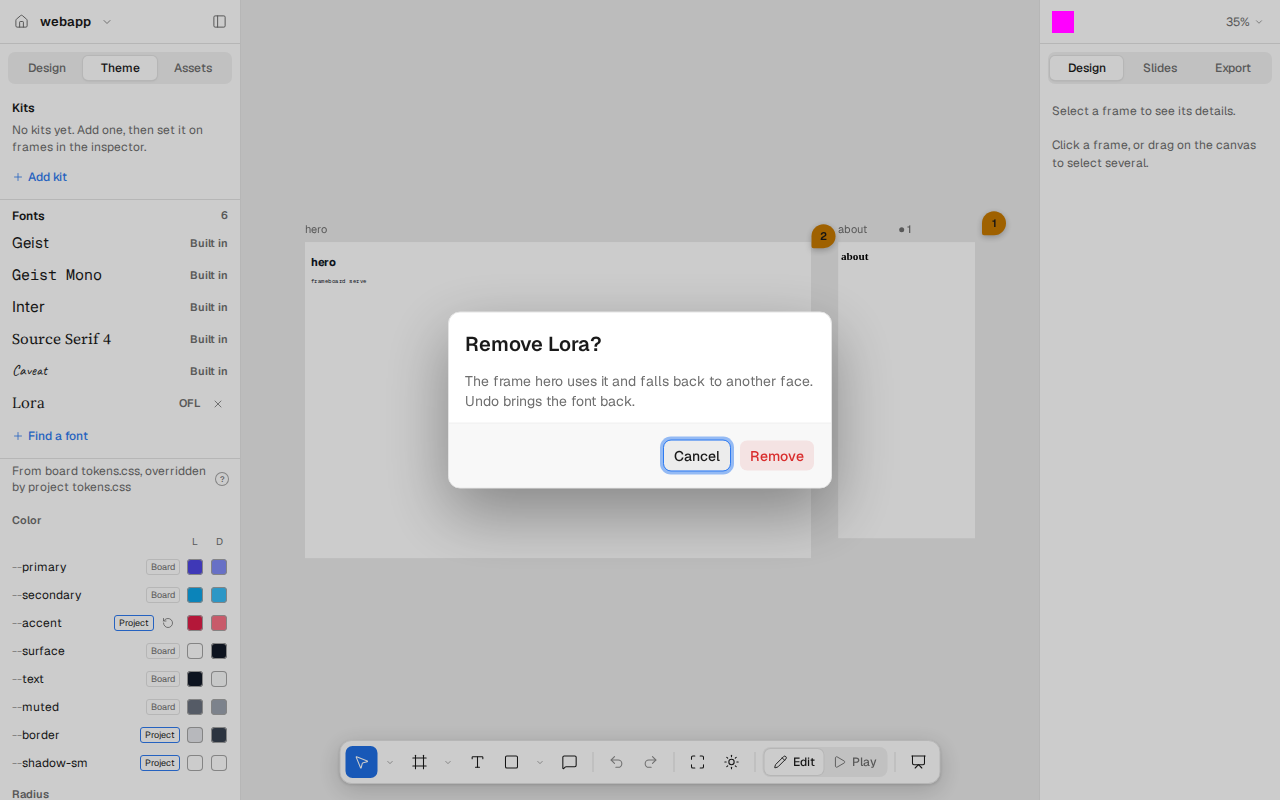 webapp
35%
Design
Theme
Assets
Design
Slides
Export
Kits
No kits yet. Add one, then set it on
frames in the inspector.
Add kit
Select a frame to see its details.
Click a frame, or drag on the canvas
to select several.
Fonts 6
Geist Built in
Geist Mono Built in
Inter Built in
Source Serif 4 Built in
Caveat Built in
Lora OFL
Find a font
hero
2
about
1
1
hero
frameboard serve
about
Remove Lora?
The frame hero uses it and falls back to another face.
Undo brings the font back.
Cancel
Remove
From board tokens.css, overridden
by project tokens.css
?
Color
L D
--primary Board
--secondary Board
--accent Project
--surface Board
--text Board
--muted Board
--border Project
--shadow-sm Project
Radius
Edit
Play